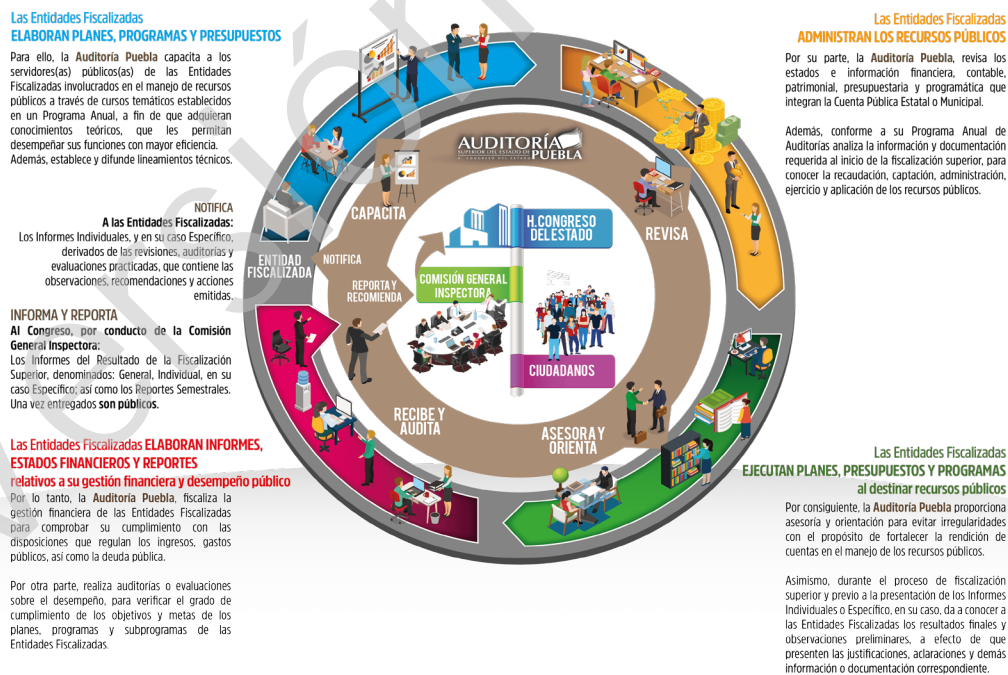 Las Entidades Fiscalizadas
ELABORAN PLANES, PROGRAMAS Y PRESUPUESTOS
Para ello, la Auditoría Puebla capacita a los
servidores(as) públicos(as) de las Entidades
Fiscalizadas involucrados en el manejo de recursos
públicos a través de cursos temáticos establecidos
en un Programa Anual, a fin de que adquieran
conocimientos teóricos, que les permitan
desempeñar sus funciones con mayor eficiencia.
Además, establece y difunde lineamientos técnicos.
NOTIFICA
A las Entidades Fiscalizadas:
Los Informes Individuales, y en su caso Específico,
derivados de las revisiones, auditorías y
evaluaciones practicadas, que contiene las
observaciones, recomendaciones y acciones
emitidas.
INFORMA Y REPORTA
Al Congreso, por conducto de la Comisión
General Inspectora:
Los Informes del Resultado de la Fiscalización
Superior, denominados: General, Individual, en su
caso Específico; así como los Reportes Semestrales.
Una vez entregados son públicos.
Las Entidades Fiscalizadas ELABORAN INFORMES,
ESTADOS FINANCIEROS Y REPORTES
relativos a su gestión financiera y desempeño público
Por lo tanto, la Auditoría Puebla, fiscaliza la
gestión financiera de las Entidades Fiscalizadas
para comprobar su cumplimiento con las
disposiciones que regulan los ingresos, gastos
públicos, así como la deuda pública.
Por otra parte, realiza auditorías o evaluaciones
sobre el desempeño, para verificar el grado de
cumplimiento de los objetivos y metas de los
planes, programas y subprogramas de las
Entidades Fiscalizadas.
AUDITORÍA
SUPERIOR DEL ESTADO DE PUEBLA
H. CONGRESO DEL ESTADO
CAPACITA
REVISA
ENTIDAD
FISCALIZADA
NOTIFICA
REPORTA Y
RECOMIENDA
H. CONGRESO
DEL ESTADO
COMISIÓN GENERAL
INSPECTORA
CIUDADANOS
RECIBE Y
AUDITA
ASESORA Y
ORIENTA
Las Entidades Fiscalizadas
ADMINISTRAN LOS RECURSOS PÚBLICOS
Por su parte, la Auditoría Puebla, revisa los
estados e información financiera, contable,
patrimonial, presupuestaria y programática que
integran la Cuenta Pública Estatal o Municipal.
Además, conforme a su Programa Anual de
Auditorías analiza la información y documentación
requerida al inicio de la fiscalización superior, para
conocer la recaudación, captación, administración,
ejercicio y aplicación de los recursos públicos.
Las Entidades Fiscalizadas
EJECUTAN PLANES, PRESUPUESTOS Y PROGRAMAS
al destinar recursos públicos
Por consiguiente, la Auditoría Puebla proporciona
asesoría y orientación para evitar irregularidades
con el propósito de fortalecer la rendición de
cuentas en el manejo de los recursos públicos.
Asimismo, durante el proceso de fiscalización
superior y previo a la presentación de los Informes
Individuales o Específico, en su caso, da a conocer a
las Entidades Fiscalizadas los resultados finales y
observaciones preliminares, a efecto de que
presenten las justificaciones, aclaraciones y demás
información o documentación correspondiente.